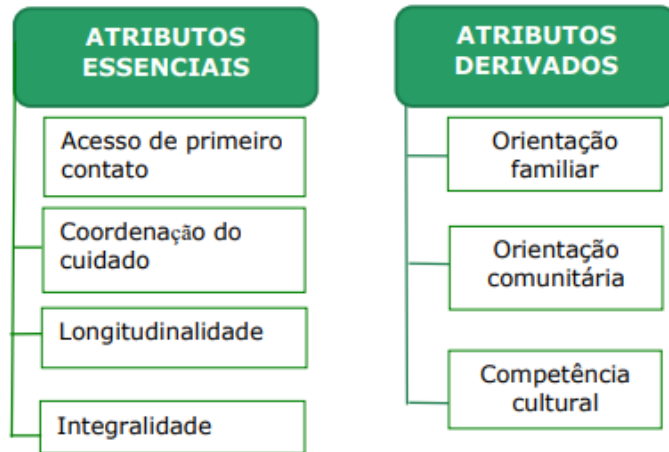 ATRIBUTOS
ESSENCIAIS
Acesso de primeiro
contato
Coordenação do
cuidado
Longitudinalidade
Integralidade
ATRIBUTOS
DERIVADOS
Orientação
familiar
Orientação
comunitária
Competência
cultural